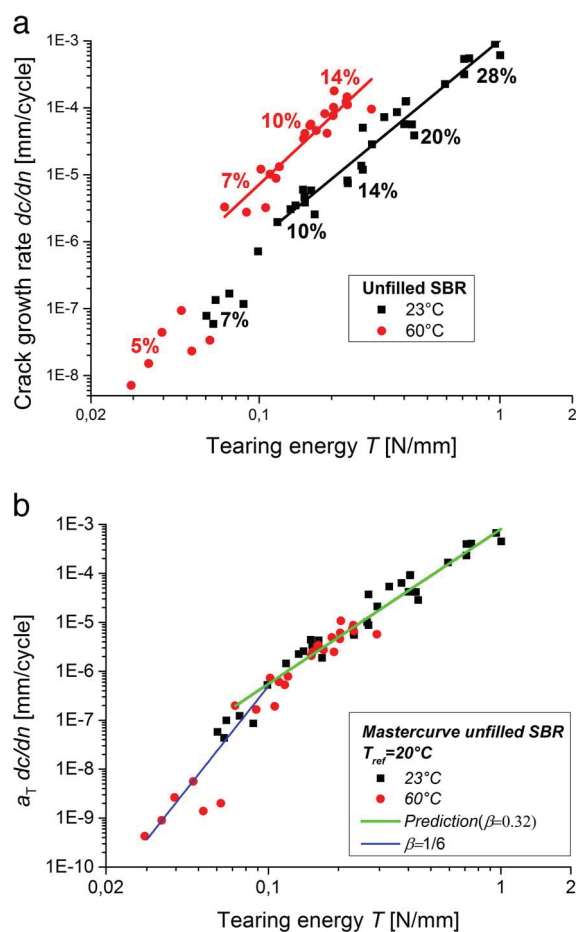 a
Crack growth rate dc/dn [mm/cycle]
1E-3
1E-4
1E-5
1E-6
1E-7
1E-8
14%
10%
7%
5%
28%
20%
14%
10%
7%
Unfilled SBR
23°C
60°C
0,02
0,1
1
2
Tearing energy T [N/mm]
b
a_T dc/dn [mm/cycle]
1E-3
1E-4
1E-5
1E-6
1E-7
1E-8
1E-9
1E-10
Mastercurve unfilled SBR
T_ref=20°C
23°C
60°C
Prediction(β=0.32)
β=1/6
0,02
0,1
1
2
Tearing energy T [N/mm]